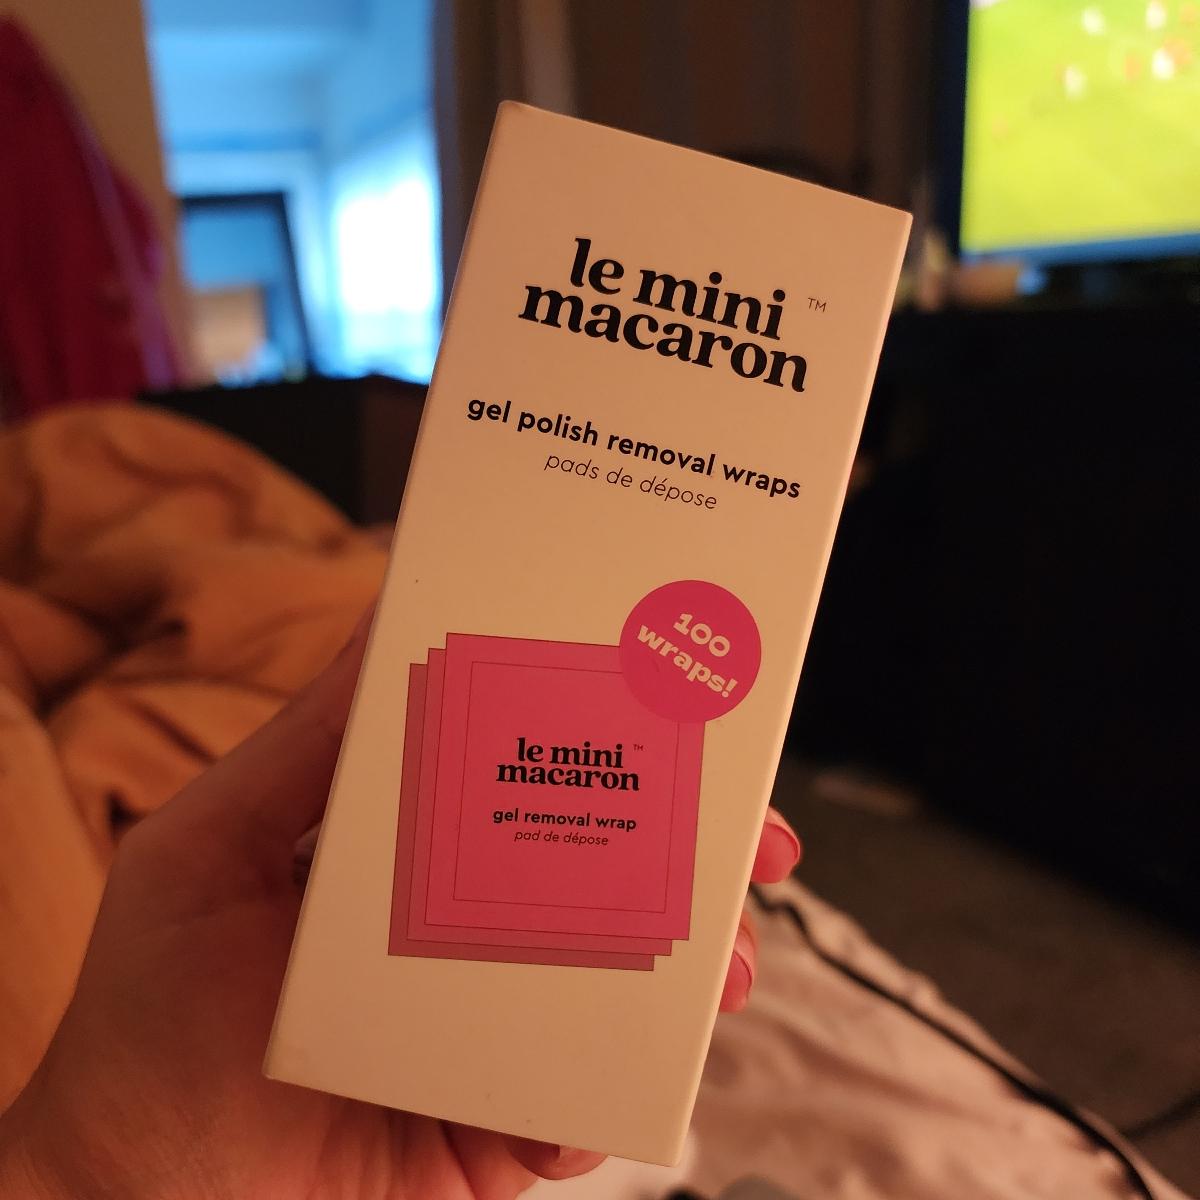 le mini
macaron ™
gel polish removal wraps
pads de dépose
100
wraps!
le mini ™
macaron
gel removal wrap
pad de dépose